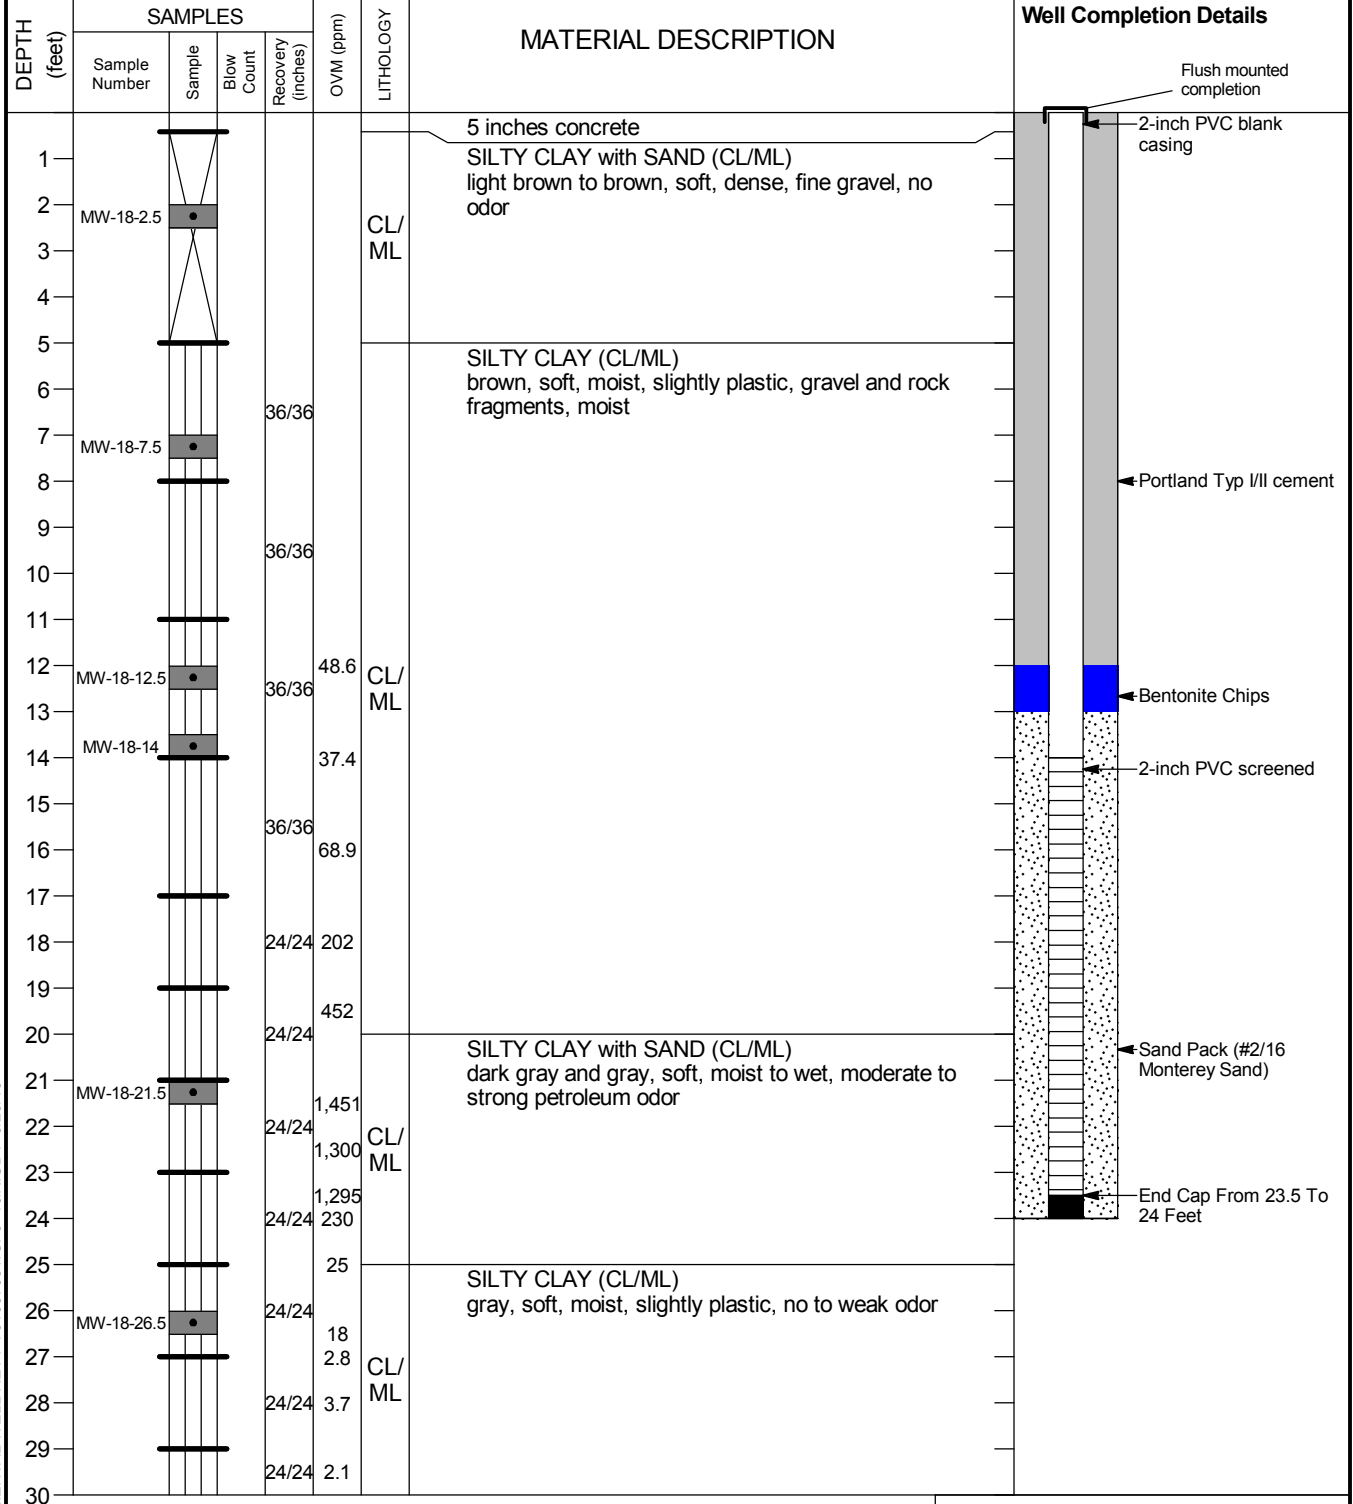 DEPTH
(feet)
SAMPLES
Sample
Number
Sample
Blow
Count
Recovery
(inches)
OVM (ppm)
LITHOLOGY
MATERIAL DESCRIPTION
Well Completion Details
Flush mounted
completion
2-inch PVC blank
casing
5 inches concrete
SILTY CLAY with SAND (CL/ML)
light brown to brown, soft, dense, fine gravel, no
odor
1
2
MW-18-2.5
CL/
ML
3
4
5
SILTY CLAY (CL/ML)
brown, soft, moist, slightly plastic, gravel and rock
fragments, moist
6
36/36
7
MW-18-7.5
8
Portland Typ I/II cement
9
36/36
10
11
12
48.6
MW-18-12.5
36/36
CL/
ML
Bentonite Chips
13
MW-18-14
14
37.4
2-inch PVC screened
15
36/36
16
68.9
17
18
24/24
202
19
452
20
24/24
SILTY CLAY with SAND (CL/ML)
dark gray and gray, soft, moist to wet, moderate to
strong petroleum odor
Sand Pack (#2/16
Monterey Sand)
21
MW-18-21.5
1,451
22
24/24
CL/
ML
1,300
23
1,295
End Cap From 23.5 To
24 Feet
24
24/24
230
25
25
SILTY CLAY (CL/ML)
gray, soft, moist, slightly plastic, no to weak odor
26
24/24
MW-18-26.5
18
27
2.8
CL/
ML
28
24/24
3.7
29
24/24
2.1
30